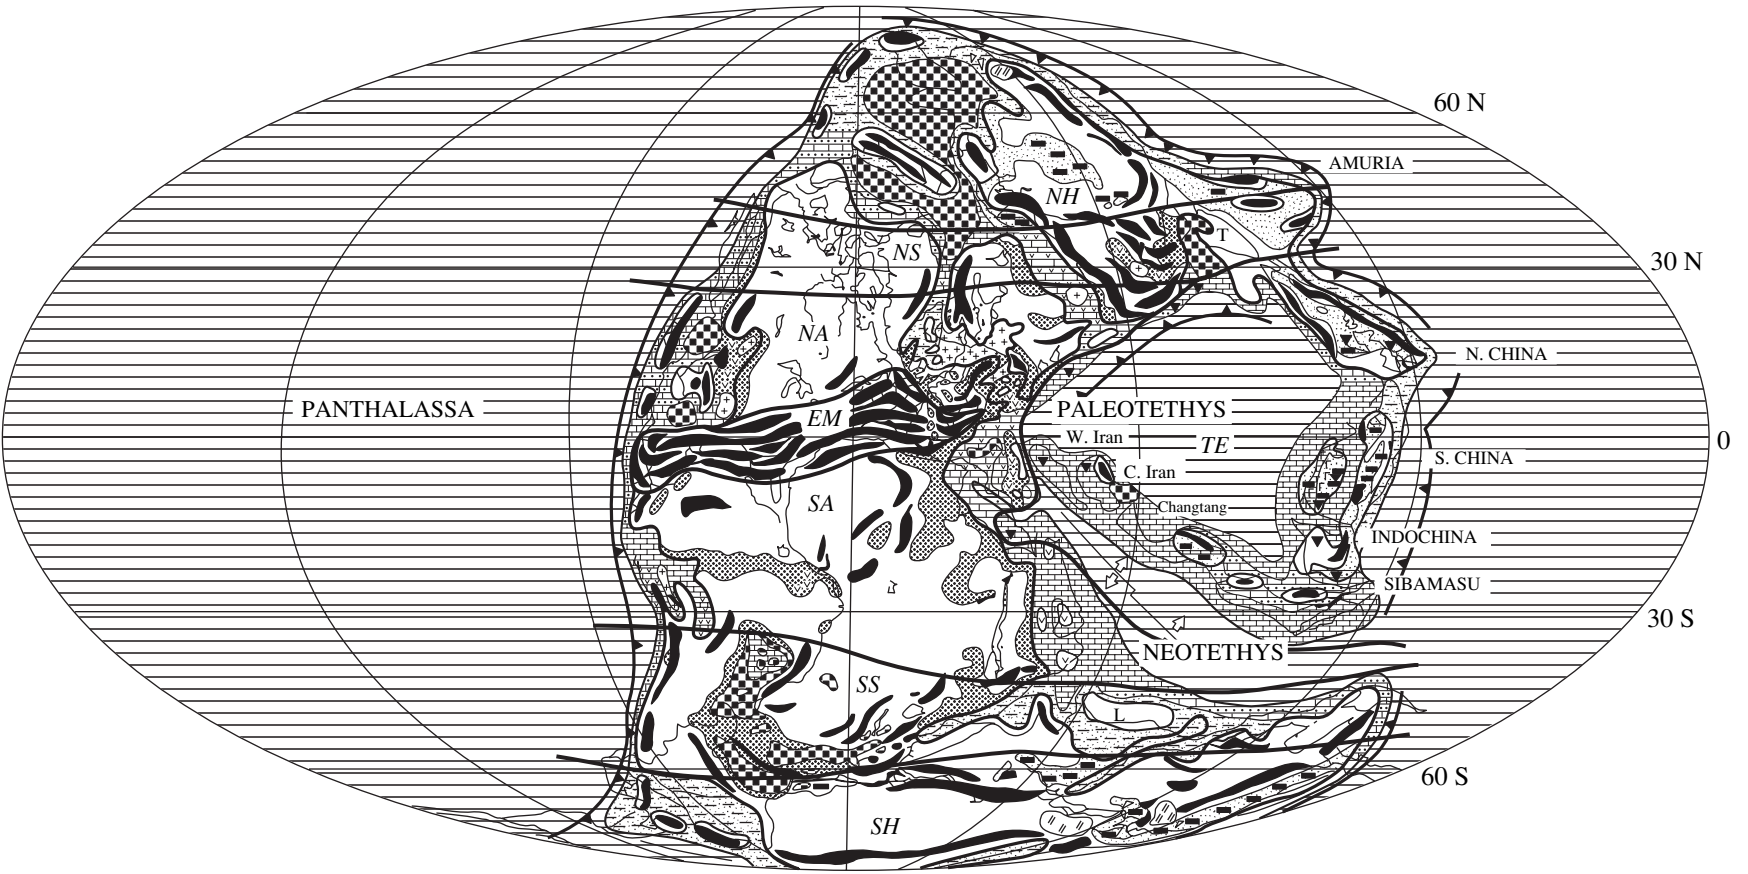 60 N
AMURIA
NH
T
NS
30 N
NA
N. CHINA
PANTHALASSA
EM
PALEOTETHYS
W. Iran
TE
0
C. Iran
S. CHINA
SA
Changtang
INDOCHINA
SIBAMASU
30 S
NEOTETHYS
SS
L
60 S
SH